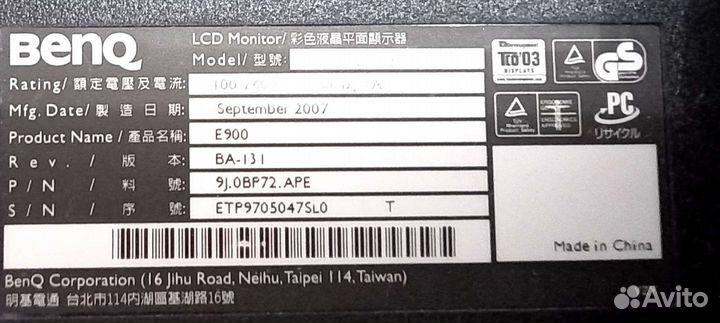 BenQ
LCD Monitor/彩色液晶平面顯示器
Model/型號:
Rating/額定電壓及電流:
Mfg. Date/製造日期: September 2007
Product Name/產品名稱: E900
Rev./版本: BA-131
P/N/料號: 9J.0BP72.APE
S/N/序號: ETP9705047SL0 T
BenQ Corporation (16 Jihu Road, Neihu, Taipei 114, Taiwan)
明基電通 台北市114內湖區基湖路16號
TCO'03
DISPLAYS
GS
PC
リサイクル
Made in China
Avito